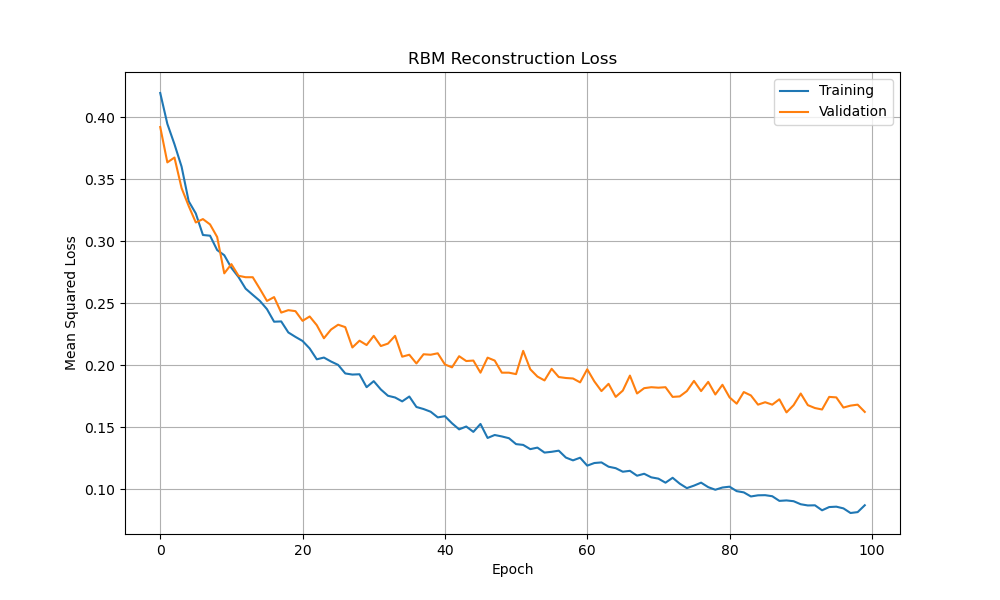 RBM Reconstruction Loss
Training
Validation
Mean Squared Loss
0.40
0.35
0.30
0.25
0.20
0.15
0.10
0 20 40 60 80 100
Epoch